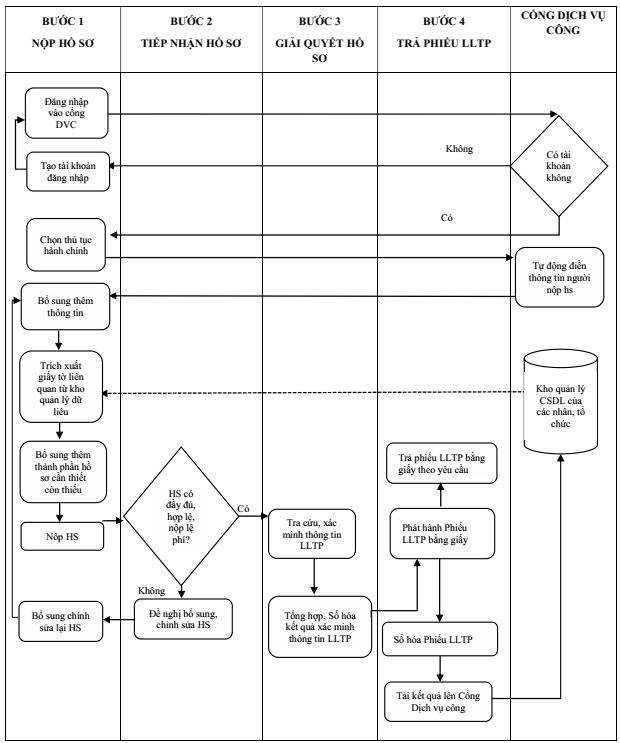 BƯỚC 1
NỘP HỒ SƠ
BƯỚC 2
TIẾP NHẬN HỒ SƠ
BƯỚC 3
GIẢI QUYẾT HỒ
SƠ
BƯỚC 4
TRẢ PHIẾU LLTP
CỔNG DỊCH VỤ
CÔNG
Đăng nhập
vào cổng
DVC
Không
Có tài
khoản
không
Tạo tài khoản
đăng nhập
Có
Chọn thủ tục
hành chính
Tự động điền
thông tin người
nộp hs
Bổ sung thêm
thông tin
Trích xuất
giấy tờ liên
quan từ kho
quản lý dữ
liêu
Kho quản lý
CSDL của
các nhân, tổ
chức
Bổ sung thêm
thành phần hồ
sơ cần thiết
còn thiếu
Nôp HS
HS có
đầy đủ,
hợp lệ,
nộp lệ
phí?
Có
Tra cứu, xác
minh thông tin
LLTP
Trả phiếu LLTP bằng
giấy theo yêu cầu
Phát hành Phiếu
LLTP bằng giấy
Không
Bổ sung chỉnh
sửa lại HS
Đề nghị bổ sung,
chỉnh sửa HS
Tổng hợp, Số hóa
kết quả xác minh
thông tin LLTP
Số hóa Phiếu LLTP
Tải kết quả lên Cổng
Dịch vụ công